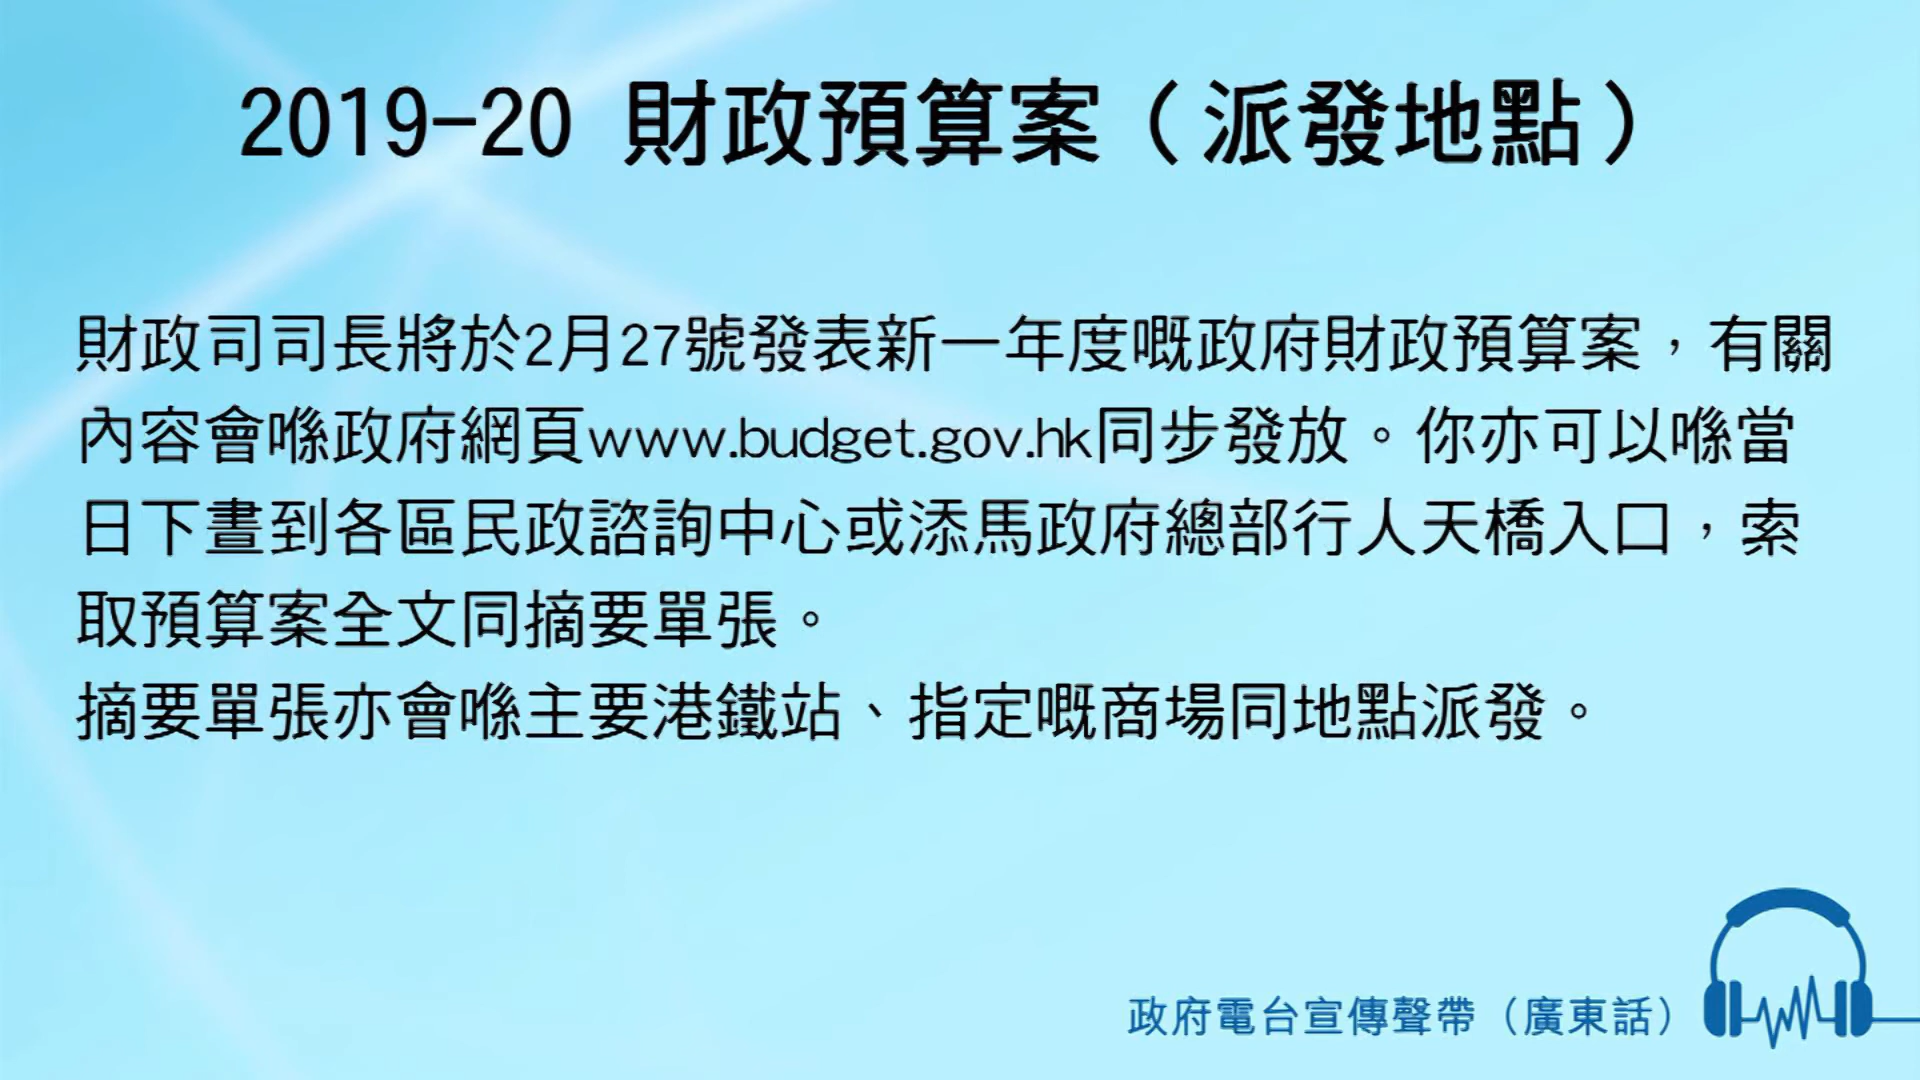 2019-20 財政預算案（派發地點）
財政司司長將於2月27號發表新一年度嘅政府財政預算案，有關
內容會喺政府網頁www.budget.gov.hk同步發放。你亦可以喺當
日下晝到各區民政諮詢中心或添馬政府總部行人天橋入口，索
取預算案全文同摘要單張。
摘要單張亦會喺主要港鐵站、指定嘅商場同地點派發。
政府電台宣傳聲帶（廣東話）